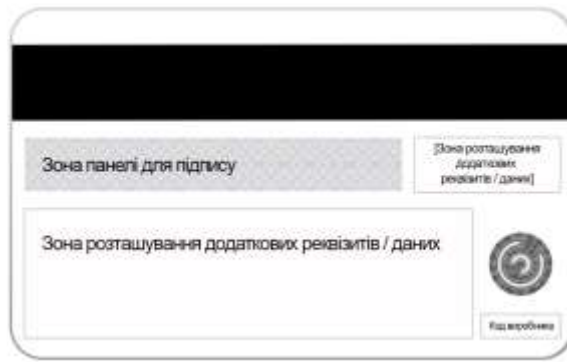 Зона панелі для підпису
[Зона розташування
додаткових
реквізитів / даних]
Зона розташування додаткових реквізитів / даних
Код виробника